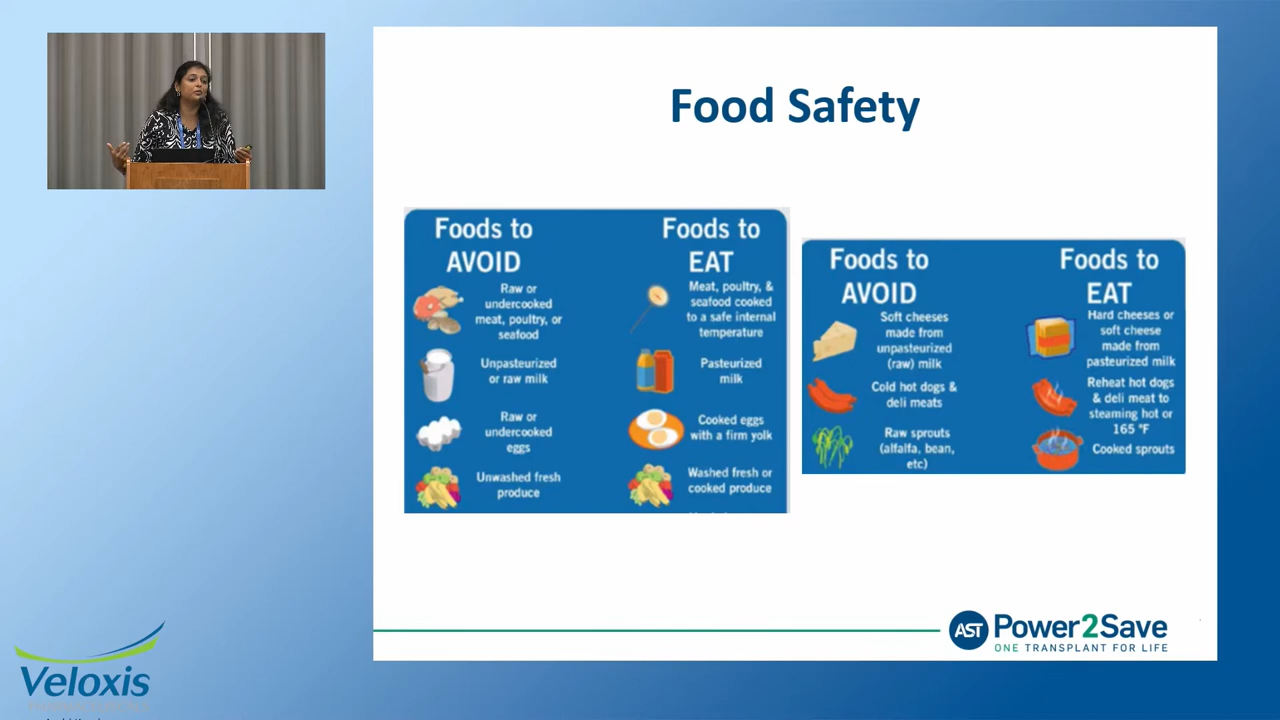 Food Safety
Foods to
AVOID
Foods to
EAT
Raw or
undercooked
meat, poultry, or
seafood
Meat, poultry, &
seafood cooked
to a safe internal
temperature
Unpasteurized
or raw milk
Pasteurized
milk
Raw or
undercooked
eggs
Cooked eggs
with a firm yolk
Unwashed fresh
produce
Washed fresh or
cooked produce
Foods to
AVOID
Foods to
EAT
Soft cheeses
made from
unpasteurized
(raw) milk
Hard cheeses or
soft cheese
made from
pasteurized milk
Cold hot dogs &
deli meats
Reheat hot dogs
& deli meat to
steaming hot or
165 °F
Raw sprouts
(alfalfa, bean,
etc)
Cooked sprouts
AST Power2Save
ONE TRANSPLANT FOR LIFE
Veloxis